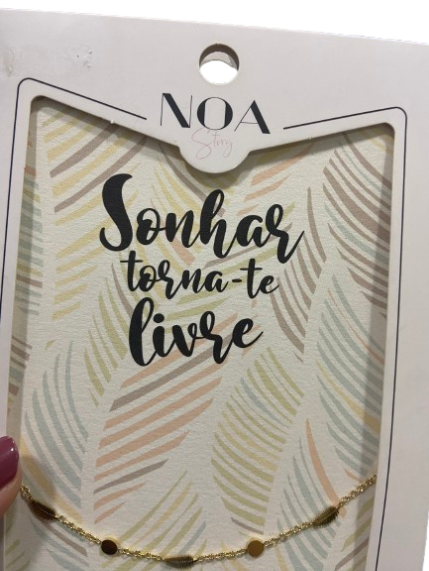 NOA
Story
Sonhar
torna-te
livre